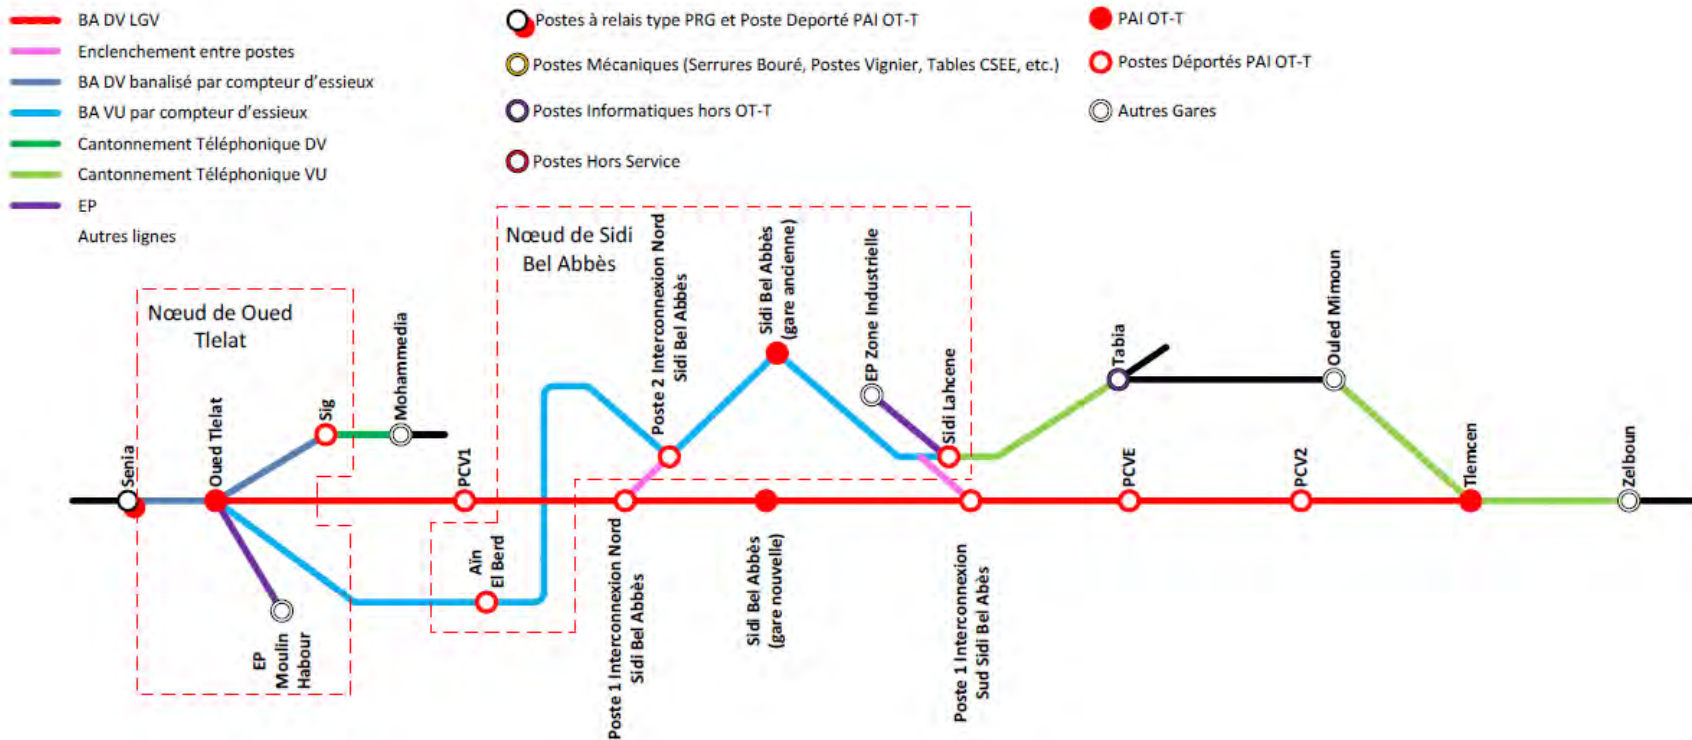 BA DV LGV
Enclenchement entre postes
BA DV banalisé par compteur d'essieux
BA VU par compteur d'essieux
Cantonnement Téléphonique DV
Cantonnement Téléphonique VU
EP
Autres lignes
Postes à relais type PRG et Poste Deporté PAI OT-T
Postes Mécaniques (Serrures Bouré, Postes Vignier, Tables CSEE, etc.)
Postes Informatiques hors OT-T
Postes Hors Service
PAI OT-T
Postes Déportés PAI OT-T
Autres Gares
Nœud de Oued
Tlelat
Nœud de Sidi
Bel Abbès
Senia
Oued Tlelat
Sig
Mohammedia
EP
Moulin
Habour
PCV1
Aïn
El Berd
Poste 2 Interconnexion Nord
Sidi Bel Abbès
Poste 1 Interconnexion Nord
Sidi Bel Abbès
Sidi Bel Abbès
(gare ancienne)
Sidi Bel Abbès
(gare nouvelle)
EP Zone Industrielle
Sidi Lahcene
Poste 1 Interconnexion
Sud Sidi Bel Abès
Tabia
PCVE
PCV2
Ouled Mimoun
Tlemcen
Zelboun